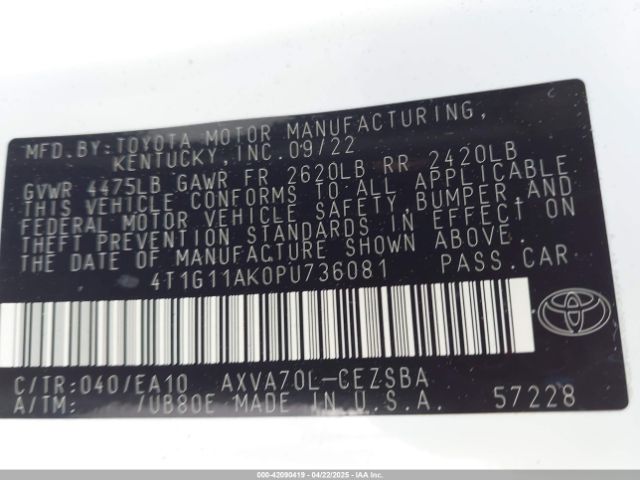 MFD.BY:TOYOTA MOTOR MANUFACTURING,
KENTUCKY,INC.09/22
GVWR 4475LB GAWR FR 2620LB RR 2420LB
THIS VEHICLE CONFORMS TO ALL APPLICABLE
FEDERAL MOTOR VEHICLE SAFETY,BUMPER,AND
THEFT PREVENTION STANDARDS IN EFFECT ON
THE DATE OF MANUFACTURE SHOWN ABOVE.
4T1G11AK0PU736081 PASS.CAR
C/TR:040/EA10 AXVA70L-CEZSBA
A/TM: /UB80E MADE IN U.S.A. 57228
000-42090419 - 04/22/2025 - IAAI.COM